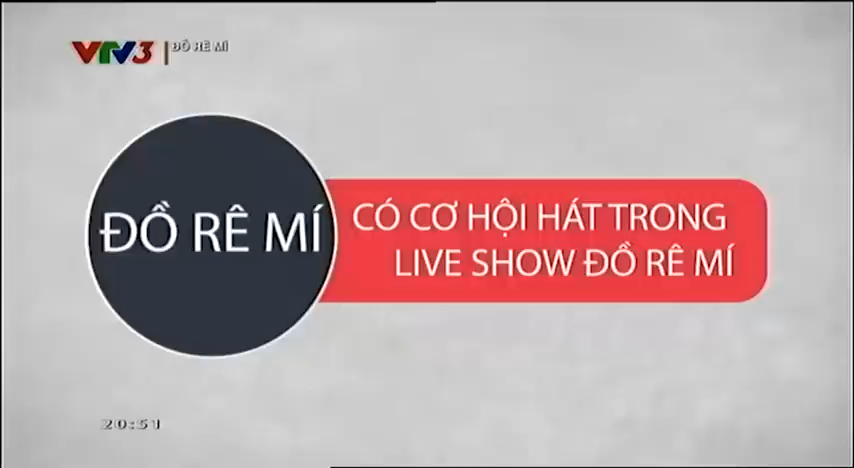 VTV3 ĐỒ RÊ MÍ
ĐỒ RÊ MÍ
CÓ CƠ HỘI HÁT TRONG
LIVE SHOW ĐỒ RÊ MÍ
20:51